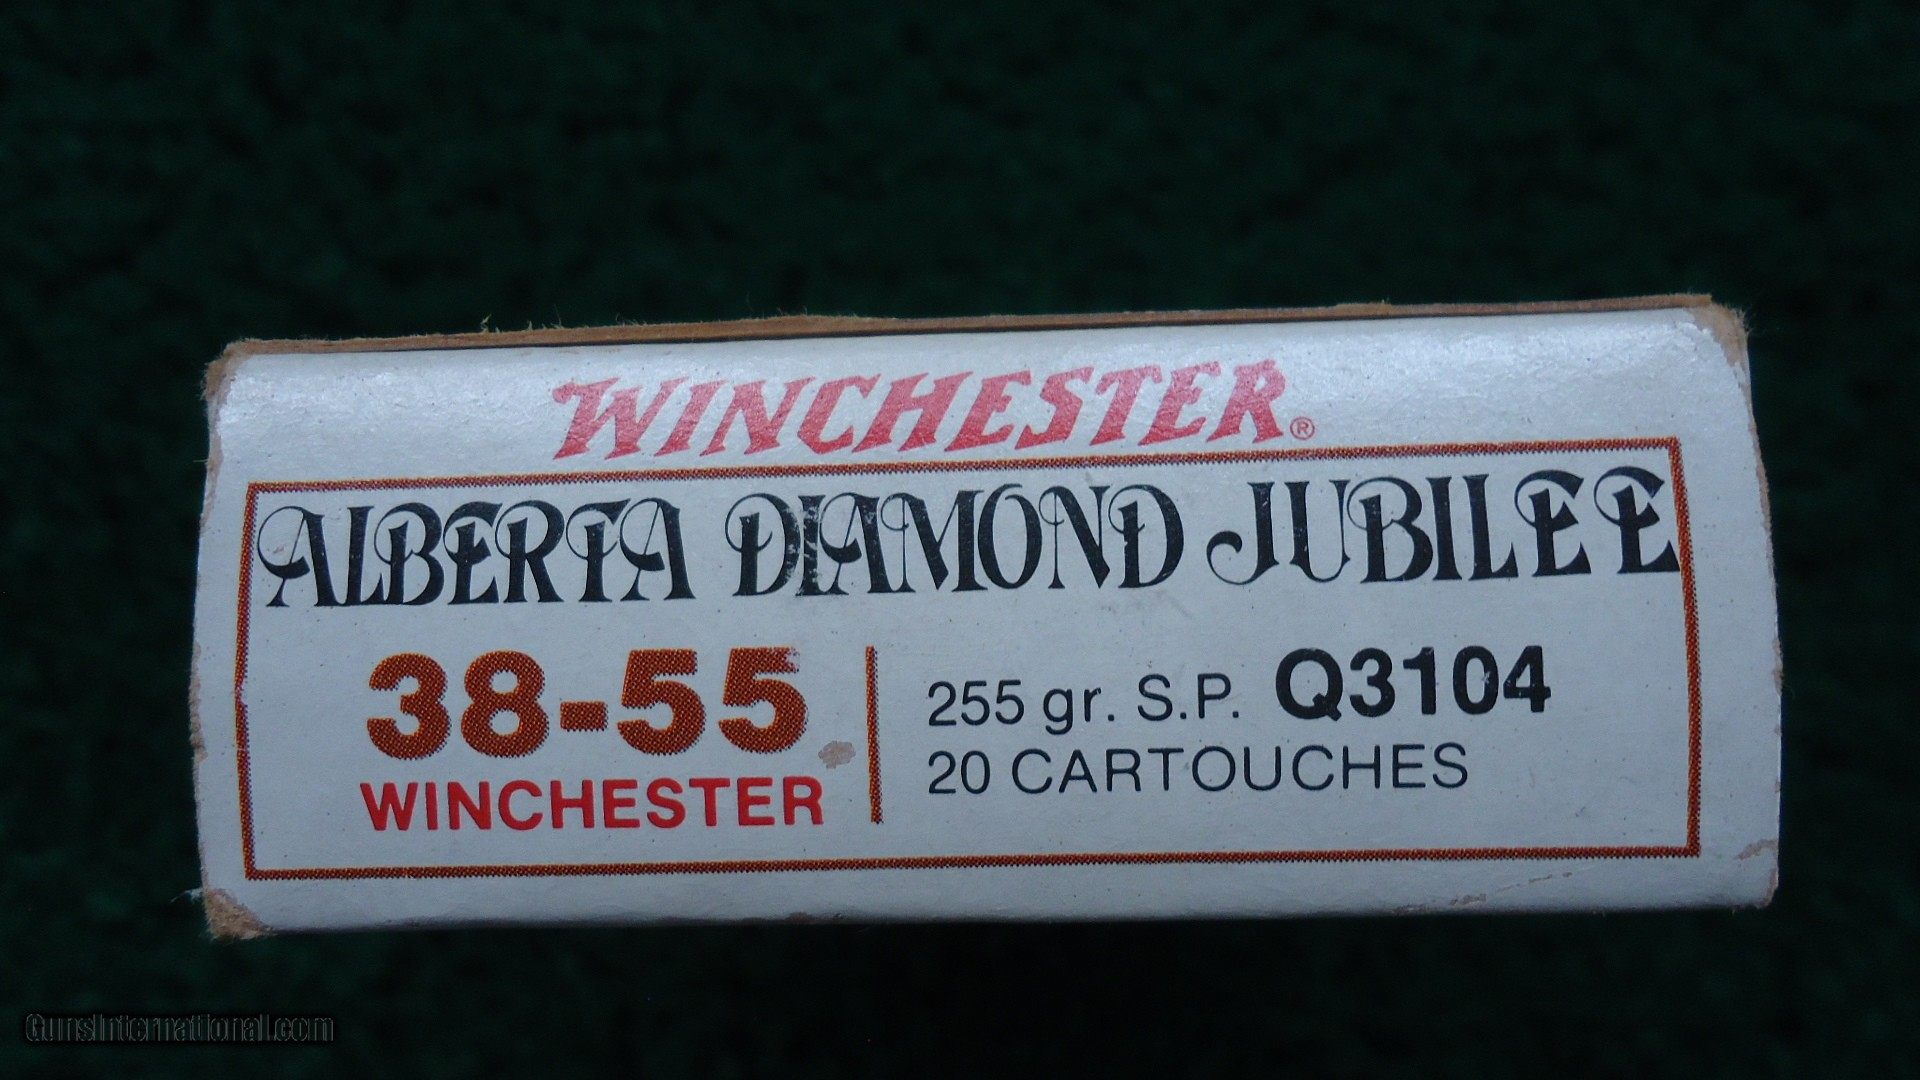 WINCHESTER®
ALBERTA DIAMOND JUBILEE
38-55
WINCHESTER
255 gr. S.P. Q3104
20 CARTOUCHES
GunsInternational.com